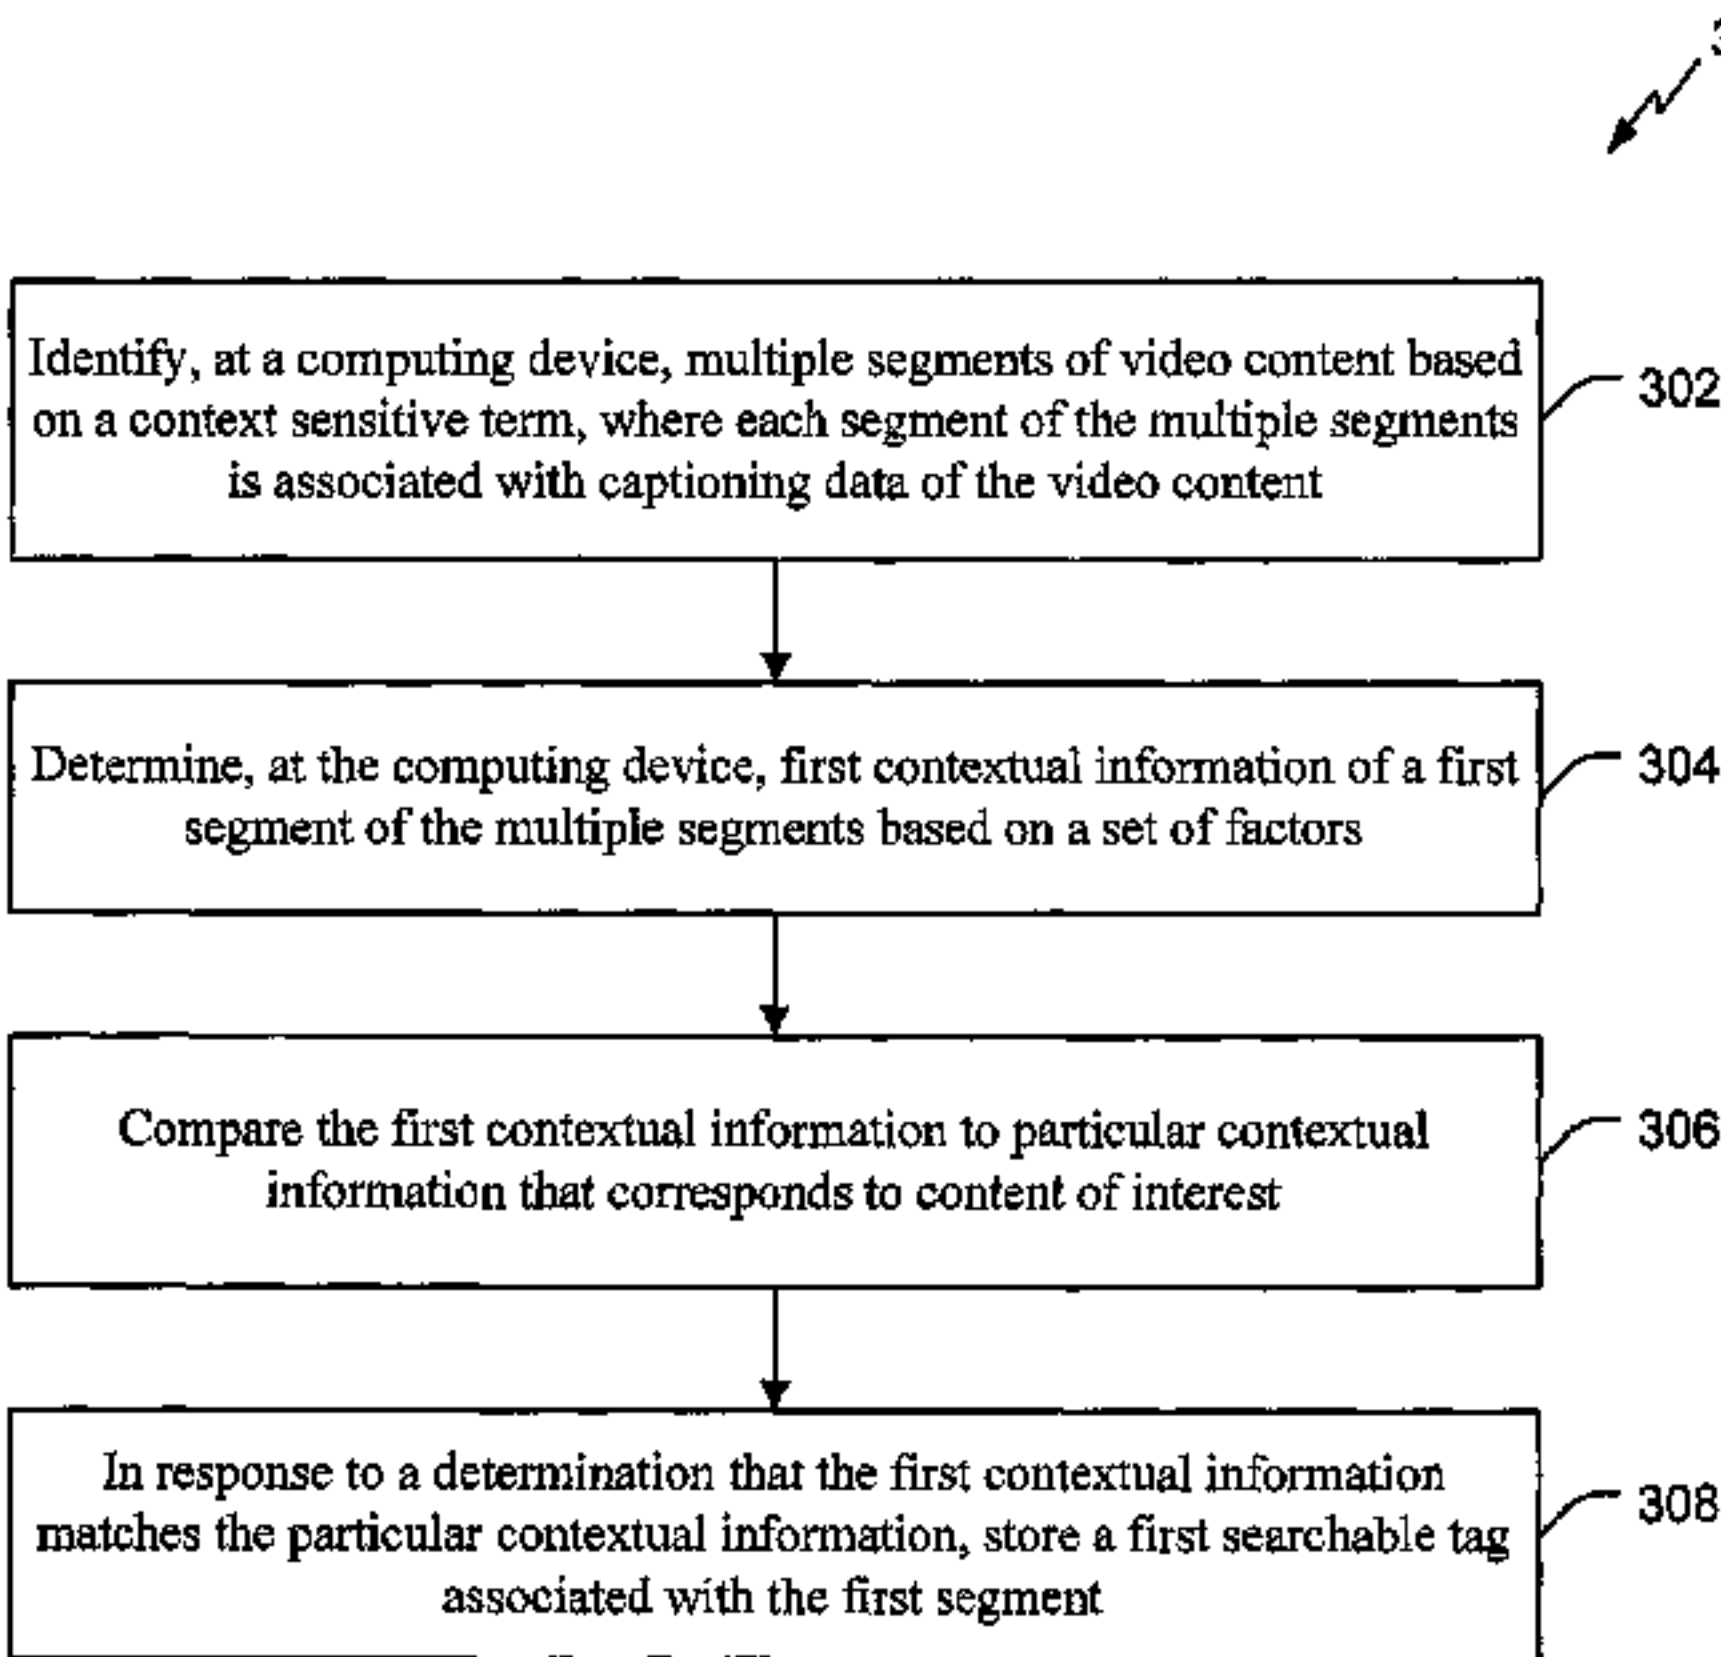 Identify, at a computing device, multiple segments of video content based
on a context sensitive term, where each segment of the multiple segments
is associated with captioning data of the video content
302
Determine, at the computing device, first contextual information of a first
segment of the multiple segments based on a set of factors
304
Compare the first contextual information to particular contextual
information that corresponds to content of interest
306
In response to a determination that the first contextual information
matches the particular contextual information, store a first searchable tag
associated with the first segment
308